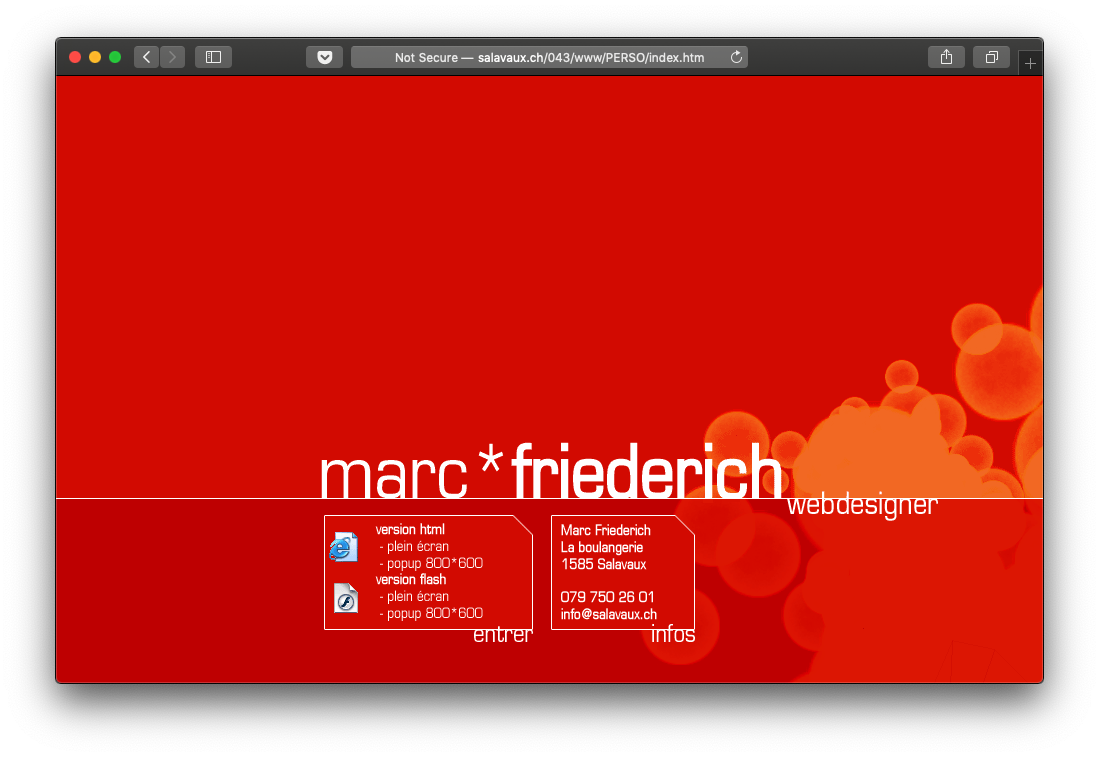 Not Secure — salavaux.ch/043/www/PERSO/index.htm
marc*friederich
webdesigner
version html
- plein écran
- popup 800*600
version flash
- plein écran
- popup 800*600
entrer
Marc Friederich
La boulangerie
1585 Salavaux
079 750 26 01
info@salavaux.ch
infos